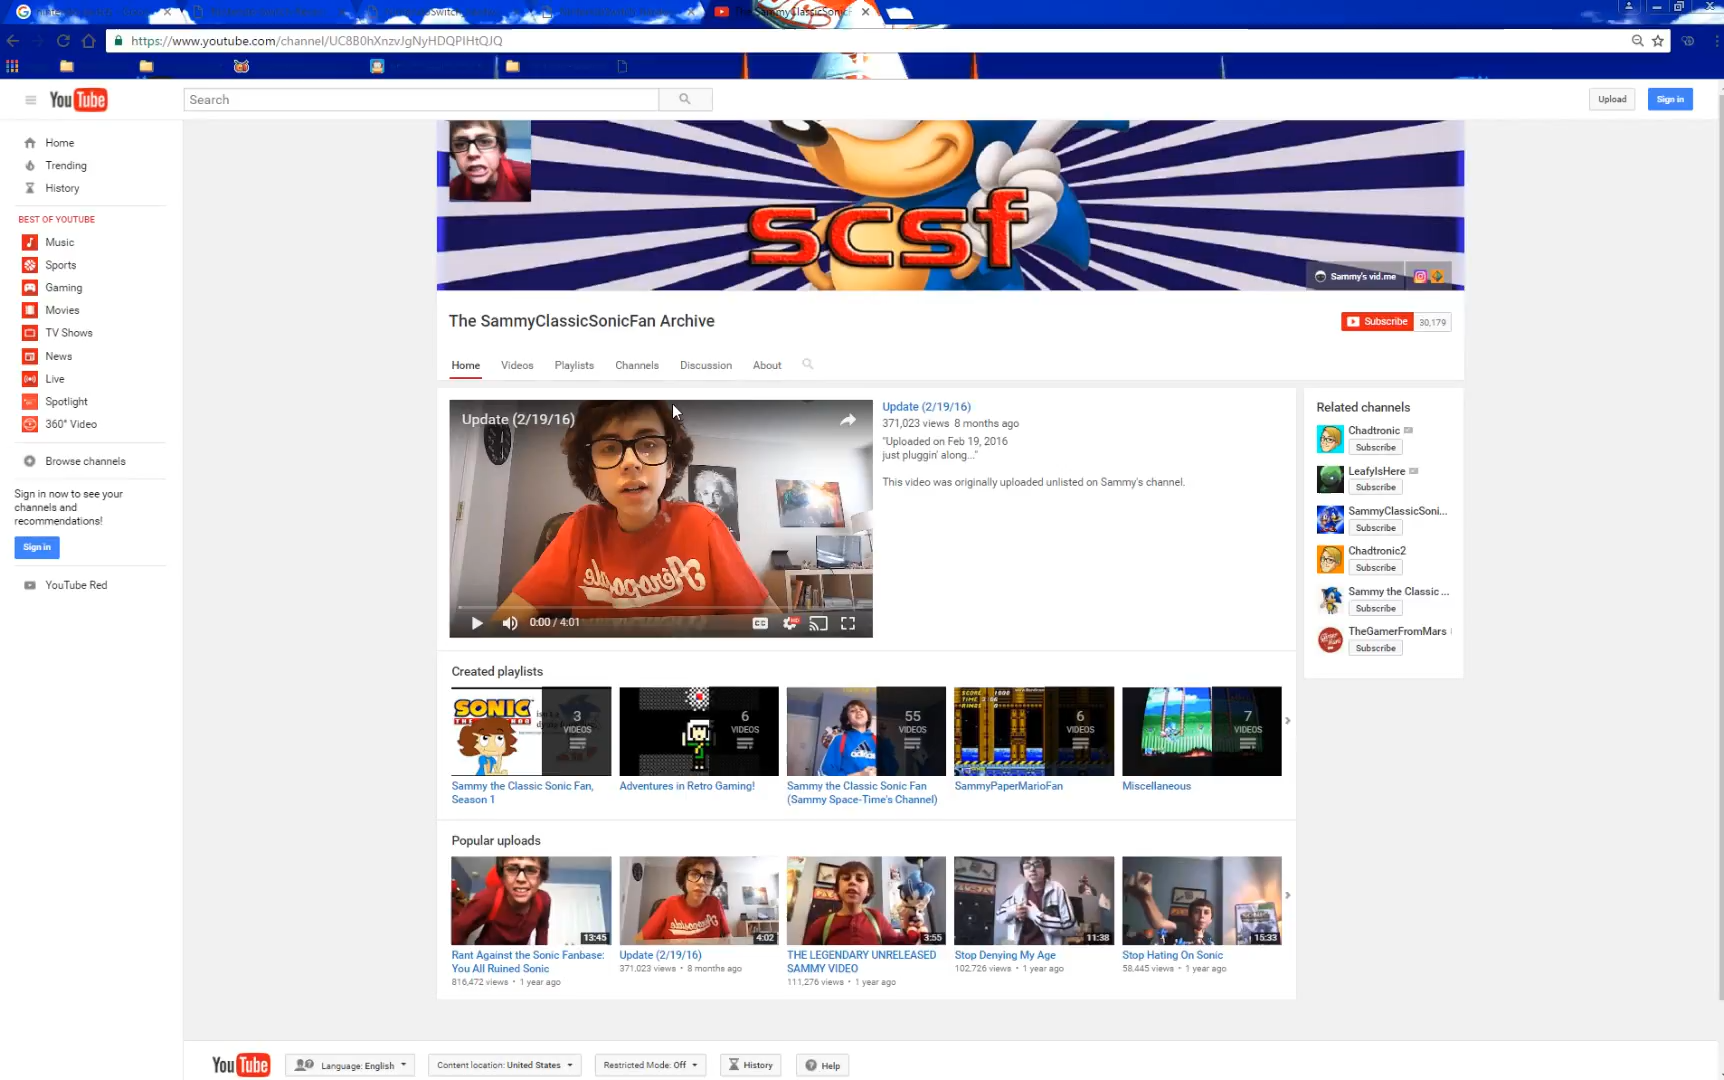 https://www.youtube.com/channel/UC8B0hXnzvJgNyHDQPIHtQJQ
YouTube
Search
Upload
Sign in
Home
Trending
History
BEST OF YOUTUBE
Music
Sports
Gaming
Movies
TV Shows
News
Live
Spotlight
360° Video
Browse channels
Sign in now to see your
channels and
recommendations!
Sign in
YouTube Red
scsf
Sammy's vid.me
The SammyClassicSonicFan Archive
Subscribe 30,179
Home Videos Playlists Channels Discussion About
Update (2/19/16)
Aéropostale
0:00 / 4:01
Update (2/19/16)
371,023 views 8 months ago
"Uploaded on Feb 19, 2016
just pluggin' along..."
This video was originally uploaded unlisted on Sammy's channel.
Related channels
Chadtronic
Subscribe
LeafyIsHere
Subscribe
SammyClassicSoni...
Subscribe
Chadtronic2
Subscribe
Sammy the Classic ...
Subscribe
TheGamerFromMars
Subscribe
Created playlists
SONIC
3 VIDEOS
6 VIDEOS
55 VIDEOS
6 VIDEOS
7 VIDEOS
Sammy the Classic Sonic Fan,
Season 1
Adventures in Retro Gaming!
Sammy the Classic Sonic Fan
(Sammy Space-Time's Channel)
SammyPaperMarioFan
Miscellaneous
Popular uploads
13:45
4:02
3:55
11:38
15:33
Rant Against the Sonic Fanbase:
You All Ruined Sonic
816,472 views • 1 year ago
Update (2/19/16)
371,023 views • 8 months ago
THE LEGENDARY UNRELEASED
SAMMY VIDEO
111,276 views • 1 year ago
Stop Denying My Age
102,726 views • 1 year ago
Stop Hating On Sonic
58,445 views • 1 year ago
YouTube
Language: English
Content location: United States
Restricted Mode: Off
History
Help